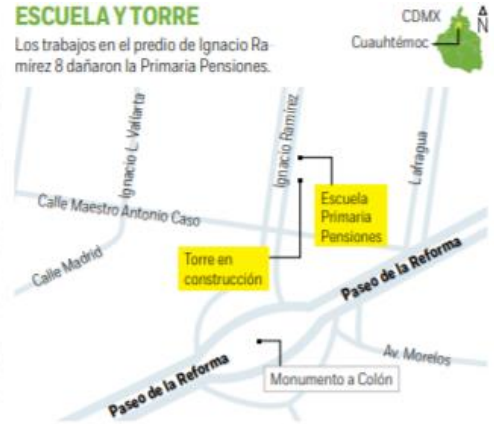 ESCUELA Y TORRE
Los trabajos en el predio de Ignacio Ra
mírez 8 dañaron la Primaria Pensiones.
CDMX
N
Cuauhtémoc
Ignacio L. Vallarta
Ignacio Ramírez
Lafragua
Calle Maestro Antonio Caso
Escuela
Primaria
Pensiones
Calle Madrid
Torre en
construcción
Paseo de la Reforma
Av. Morelos
Monumento a Colón
Paseo de la Reforma